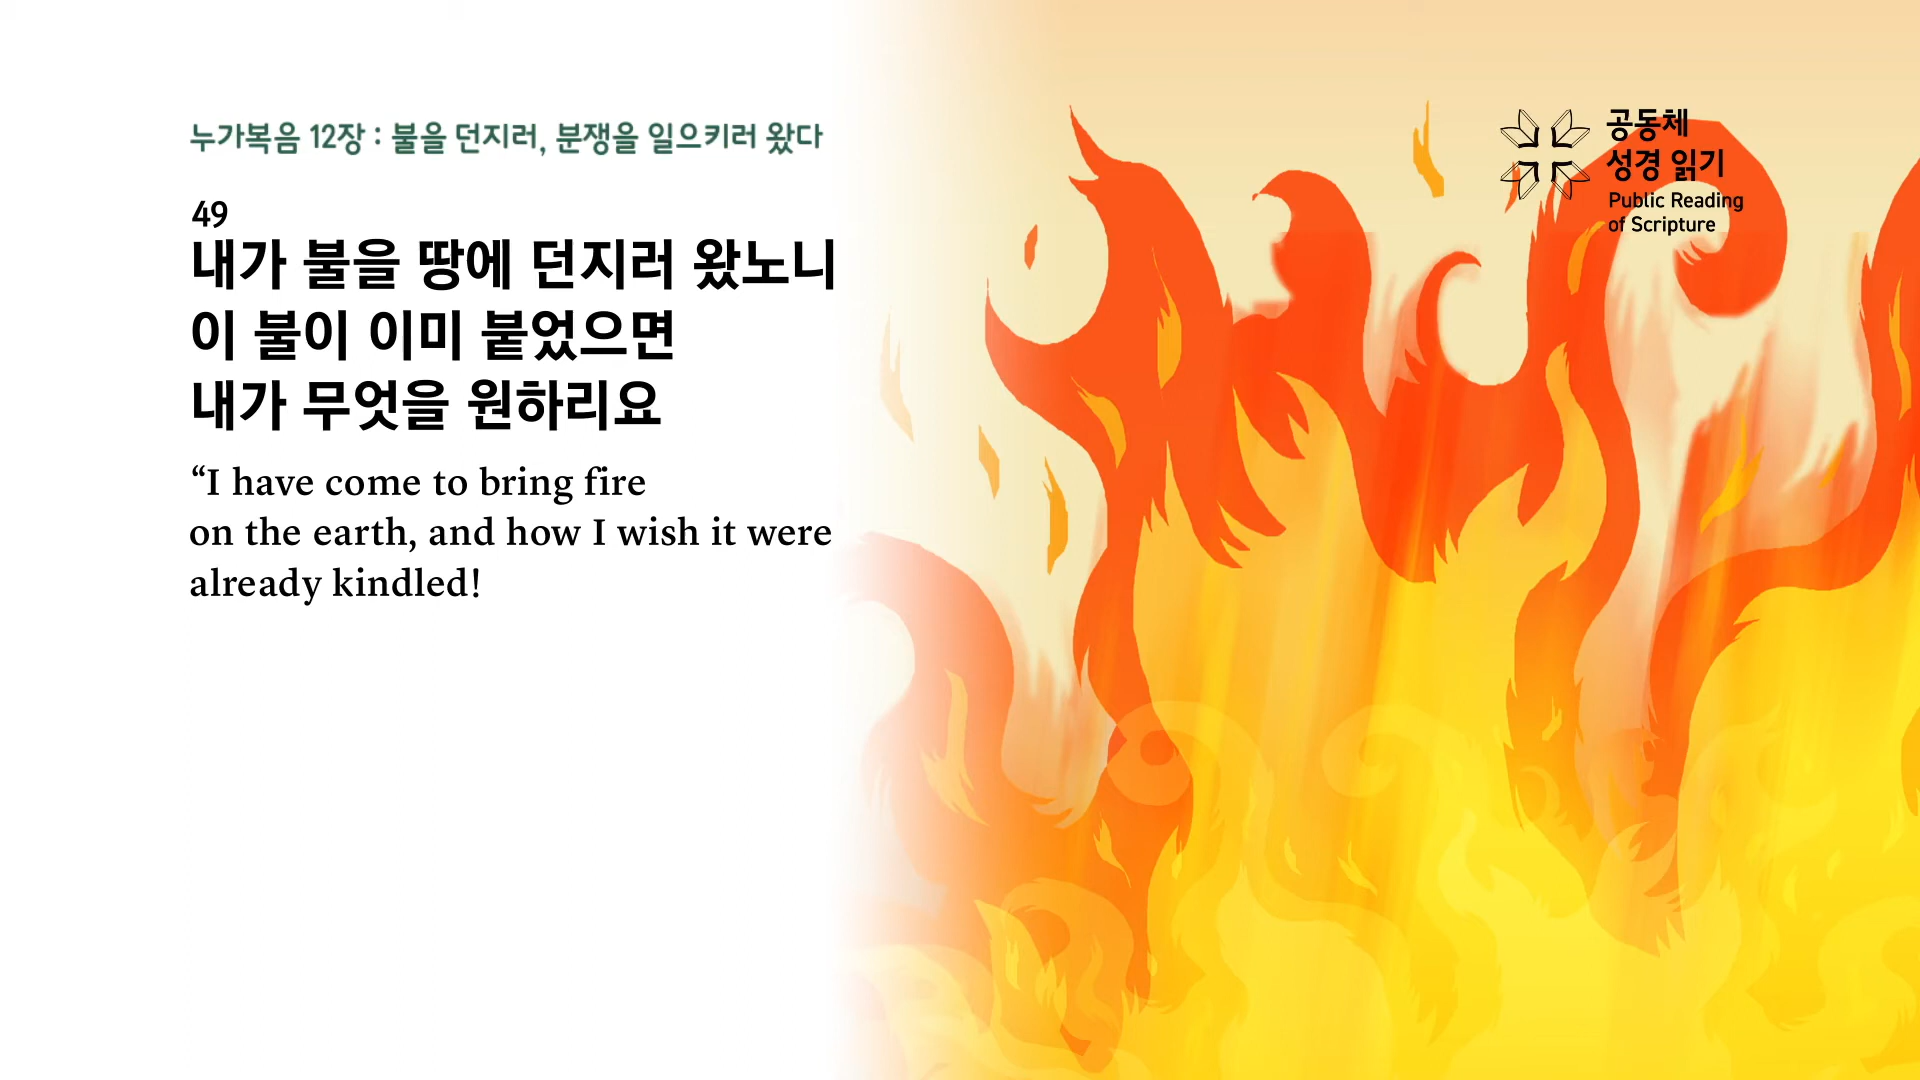 누가복음 12장 : 불을 던지러, 분쟁을 일으키러 왔다
49
내가 불을 땅에 던지러 왔노니
이 불이 이미 붙었으면
내가 무엇을 원하리요
“I have come to bring fire
on the earth, and how I wish it were
already kindled!
공동체
성경 읽기
Public Reading
of Scripture